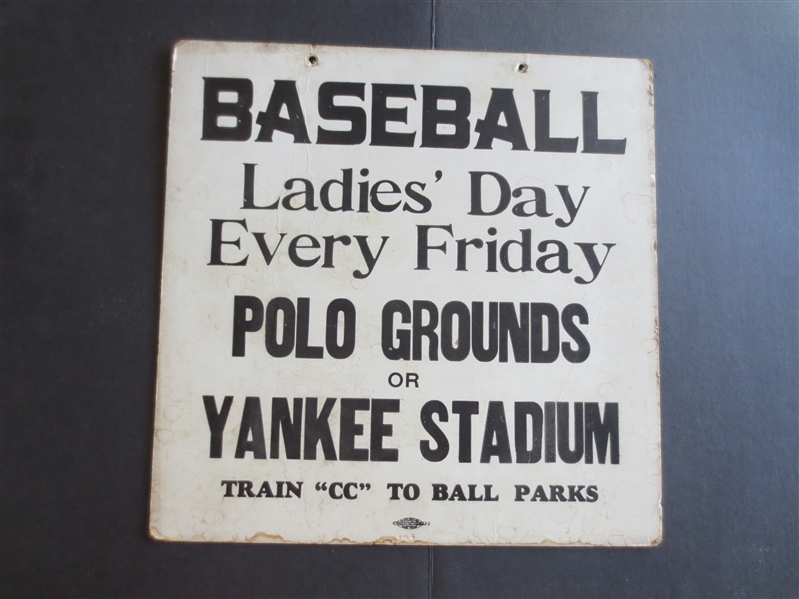 BASEBALL
Ladies' Day
Every Friday
POLO GROUNDS
OR
YANKEE STADIUM
TRAIN "CC" TO BALL PARKS